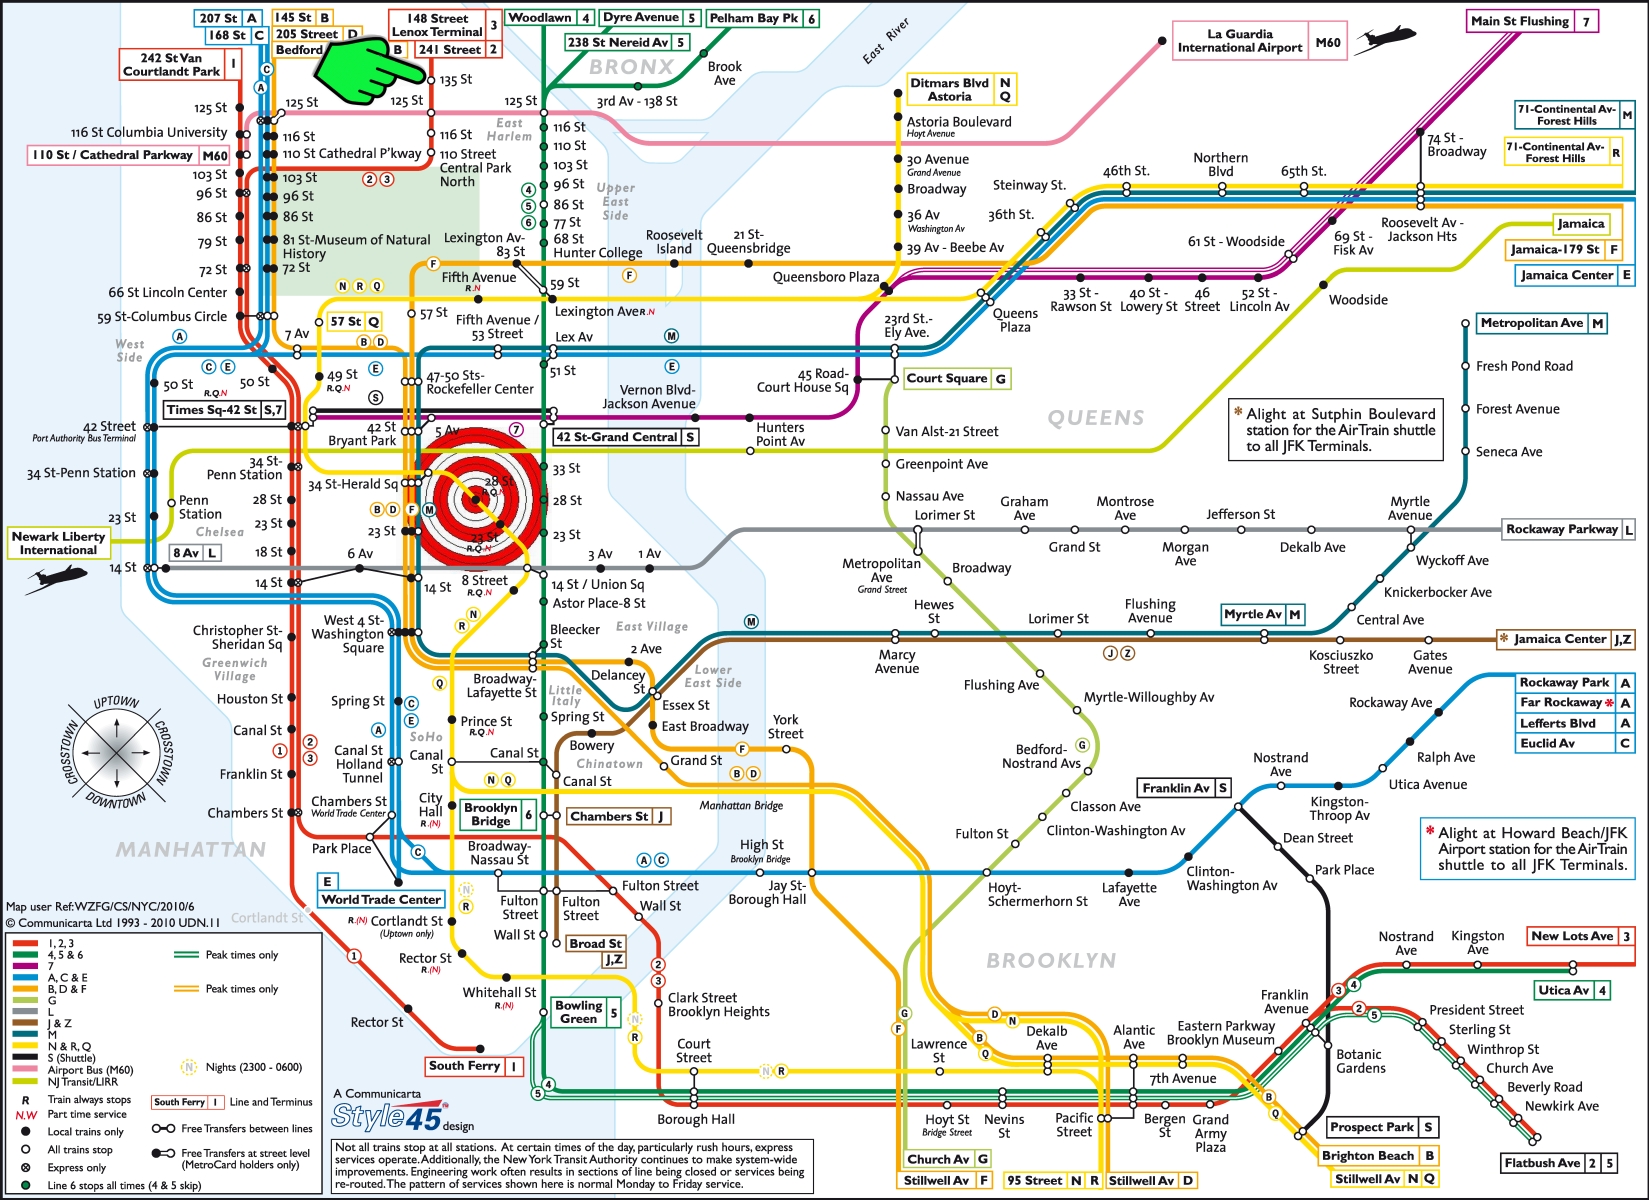 207 St A
168 St C
145 St B
205 Street D
Bedford B
148 Street
Lenox Terminal 3
241 Street 2
Woodlawn 4
Dyre Avenue 5
Pelham Bay Pk 6
238 St Nereid Av 5
242 St Van
Courtlandt Park 1
BRONX
East River
La Guardia
International Airport M60
Main St Flushing 7
135 St
Brook
Ave
3rd Av - 138 St
Ditmars Blvd
Astoria N Q
71-Continental Av-
Forest Hills M
71-Continental Av-
Forest Hills R
125 St
125 St
125 St
125 St
116 St Columbia University
116 St
116 St
116 St
East
Harlem
Astoria Boulevard
Hoyt Avenue
74 St -
Broadway
110 St / Cathedral Parkway M60
110 St Cathedral P'kway
110 Street
Central Park
North
110 St
103 St
103 St
103 St
96 St
96 St
96 St
86 St
86 St
86 St
77 St
79 St
81 St-Museum of Natural
History
68 St
Hunter College
72 St
72 St
2 3
4
5
6
Upper
East
Side
30 Avenue
Grand Avenue
Broadway
36 Av
Washington Av
39 Av - Beebe Av
Steinway St.
46th St.
Northern
Blvd
65th St.
36th St.
Roosevelt Av -
Jackson Hts
Jamaica
Jamaica-179 St F
Jamaica Center E
61 St - Woodside
69 St -
Fisk Av
Woodside
Lexington Av-
83 St
Roosevelt
Island
21 St-
Queensbridge
Queensboro Plaza
Fifth Avenue
R.N
59 St
Lexington Ave R.N
33 St -
Rawson St
40 St -
Lowery St
46
Street
52 St -
Lincoln Av
66 St Lincoln Center
59 St-Columbus Circle
N R Q
57 St Q
57 St
Fifth Avenue /
53 Street
Lex Av
23rd St.-
Ely Ave.
Queens
Plaza
Metropolitan Ave M
West
Side
7 Av
B D
50 St
50 St
R.Q.N
49 St
R.Q.N
47-50 Sts-
Rockefeller Center
51 St
Vernon Blvd-
Jackson Avenue
45 Road-
Court House Sq
Court Square G
Fresh Pond Road
Times Sq-42 St S,7
42 Street
Port Authority Bus Terminal
42 St
Bryant Park
5 Av
42 St-Grand Central S
Hunters
Point Av
QUEENS
* Alight at Sutphin Boulevard
station for the AirTrain shuttle
to all JFK Terminals.
Forest Avenue
Van Alst-21 Street
Seneca Ave
34 St-Penn Station
34 St-
Penn Station
34 St-Herald Sq
33 St
Greenpoint Ave
Penn
Station
28 St
28 St
R.Q.N
28 St
Nassau Ave
23 St
23 St
23 St
23 St
R.Q.N
23 St
Chelsea
B D F M
Newark Liberty
International
8 Av L
18 St
14 St
14 St
6 Av
14 St
8 Street
R.Q.N
14 St / Union Sq
3 Av
1 Av
Lorimer St
Graham
Ave
Grand St
Montrose
Ave
Morgan
Ave
Jefferson St
Dekalb Ave
Myrtle
Avenue
Rockaway Parkway L
Wyckoff Ave
Metropolitan
Ave
Grand Street
Broadway
Knickerbocker Ave
Astor Place-8 St
Hewes
St
Lorimer St
Flushing
Avenue
Myrtle Av M
Central Ave
Christopher St-
Sheridan Sq
Greenwich
Village
West 4 St-
Washington
Square
Bleecker
St
East Village
2 Ave
Marcy
Avenue
J Z
Kosciuszko
Street
Gates
Avenue
* Jamaica Center J,Z
Houston St
Spring St
Broadway-
Lafayette St
Delancey
St
Lower
East Side
Essex St
Flushing Ave
Myrtle-Willoughby Av
Rockaway Park A
Far Rockaway * A
Lefferts Blvd A
Euclid Av C
Rockaway Ave
UPTOWN
CROSSTOWN
CROSSTOWN
DOWNTOWN
Canal St
Canal St
Holland
Tunnel
SoHo
Prince St
R.Q.N
Little
Italy
Spring St
East Broadway
York
Street
Bowery
Chinatown
Bedford-
Nostrand Avs
Ralph Ave
Franklin St
Canal
St
Canal St
Canal St
Grand St
N Q
B D
Manhattan Bridge
Nostrand
Ave
Kingston-
Throop Av
Utica Avenue
Franklin Av S
Chambers St
Chambers St
World Trade Center
City
Hall
R.(N)
Brooklyn
Bridge 6
Chambers St J
Classon Ave
Clinton-Washington Av
Fulton St
Dean Street
MANHATTAN
Park Place
Broadway-
Nassau St
High St
Brooklyn Bridge
A C
Jay St-
Borough Hall
Hoyt-
Schermerhorn St
Lafayette
Ave
Clinton-
Washington Av
Park Place
* Alight at Howard Beach/JFK
Airport station for the AirTrain
shuttle to all JFK Terminals.
E
World Trade Center
Fulton
Street
Fulton
Street
Fulton Street
Wall St
Map user Ref:WZFG/CS/NYC/2010/6
© Communicarta Ltd 1993 - 2010 UDN.11
Cortlandt St
R.(N) Cortlandt St
(Uptown only)
Wall St
Broad St
J,Z
Rector St
R.(N)
Whitehall St
R.(N)
Rector St
South Ferry 1
Bowling
Green 5
Clark Street
Brooklyn Heights
BROOKLYN
Nostrand
Ave
Kingston
Ave
New Lots Ave 3
Utica Av 4
Franklin
Avenue
Eastern Parkway
Brooklyn Museum
President Street
Sterling St
Winthrop St
Church Ave
Beverly Road
Newkirk Ave
Botanic
Gardens
Court
Street
Borough Hall
Lawrence
St
Dekalb
Ave
Alantic
Ave
7th Avenue
Hoyt St
Bridge Street
Nevins
St
Pacific
Street
Bergen
St
Grand
Army
Plaza
Prospect Park S
Brighton Beach B
Stillwell Av N Q
Flatbush Ave 2 5
Church Av G
Stillwell Av F
95 Street N R
Stillwell Av D
1, 2, 3
4, 5 & 6
7
A, C & E
B, D & F
G
L
J & Z
M
N & R, Q
S (Shuttle)
Airport Bus (M60)
NJ Transit/LIRR
R Train always stops
N.W Part time service
Local trains only
All trains stop
Express only
Line 6 stops all times (4 & 5 skip)
Peak times only
Peak times only
N Nights (2300 - 0600)
South Ferry 1 Line and Terminus
Free Transfers between lines
Free Transfers at street level
(MetroCard holders only)
A Communicarta
Style45
design
Not all trains stop at all stations. At certain times of the day, particularly rush hours, express
services operate. Additionally, the New York Transit Authority continues to make system-wide
improvements. Engineering work often results in sections of line being closed or services being
re-routed. The pattern of services shown here is normal Monday to Friday service.